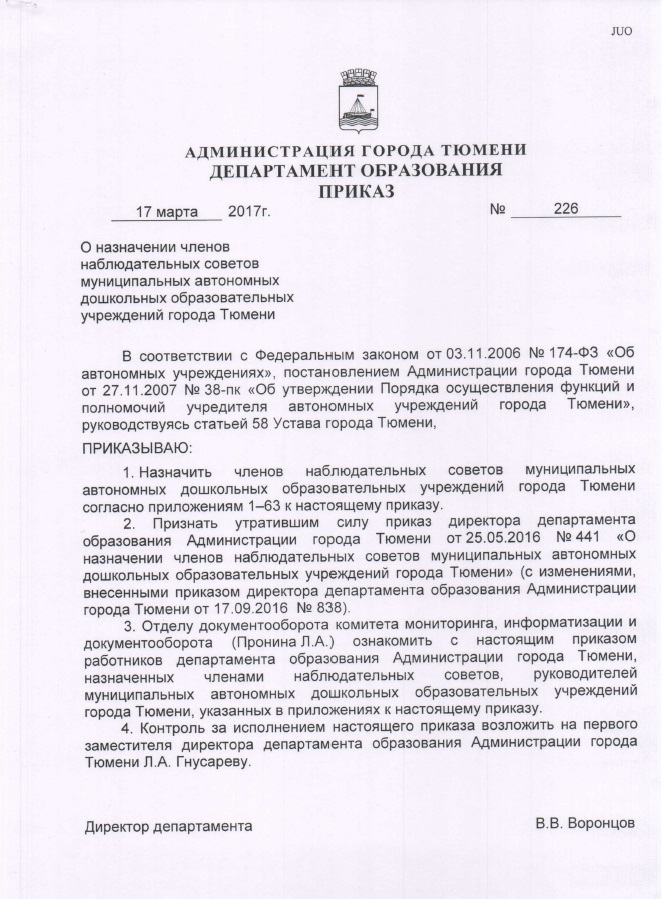 JUO
АДМИНИСТРАЦИЯ ГОРОДА ТЮМЕНИ
ДЕПАРТАМЕНТ ОБРАЗОВАНИЯ
ПРИКАЗ
17 марта 2017г. № 226
О назначении членов
наблюдательных советов
муниципальных автономных
дошкольных образовательных
учреждений города Тюмени
В соответствии с Федеральным законом от 03.11.2006 № 174-ФЗ «Об
автономных учреждениях», постановлением Администрации города Тюмени
от 27.11.2007 № 38-пк «Об утверждении Порядка осуществления функций и
полномочий учредителя автономных учреждений города Тюмени»,
руководствуясь статьей 58 Устава города Тюмени,
ПРИКАЗЫВАЮ:
1. Назначить членов наблюдательных советов муниципальных
автономных дошкольных образовательных учреждений города Тюмени
согласно приложениям 1–63 к настоящему приказу.
2. Признать утратившим силу приказ директора департамента
образования Администрации города Тюмени от 25.05.2016 № 441 «О
назначении членов наблюдательных советов муниципальных автономных
дошкольных образовательных учреждений города Тюмени» (с изменениями,
внесенными приказом директора департамента образования Администрации
города Тюмени от 17.09.2016 № 838).
3. Отделу документооборота комитета мониторинга, информатизации и
документооборота (Пронина Л.А.) ознакомить с настоящим приказом
работников департамента образования Администрации города Тюмени,
назначенных членами наблюдательных советов, руководителей
муниципальных автономных дошкольных образовательных учреждений
города Тюмени, указанных в приложениях к настоящему приказу.
4. Контроль за исполнением настоящего приказа возложить на первого
заместителя директора департамента образования Администрации города
Тюмени Л.А. Гнусареву.
Директор департамента В.В. Воронцов